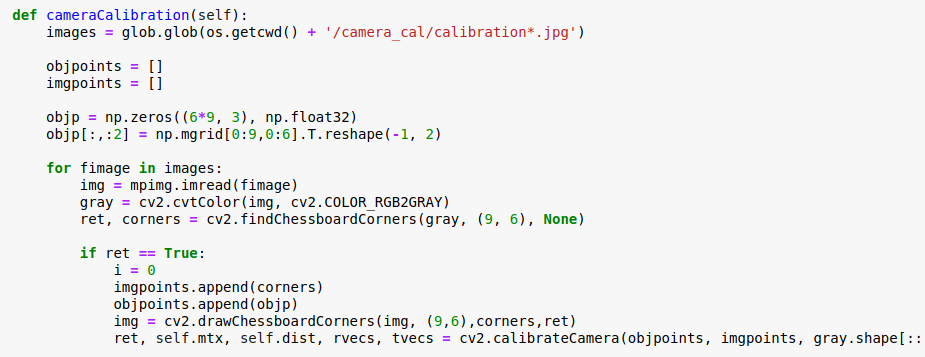 def cameraCalibration(self):
    images = glob.glob(os.getcwd() + '/camera_cal/calibration*.jpg')

    objpoints = []
    imgpoints = []

    objp = np.zeros((6*9, 3), np.float32)
    objp[:,:2] = np.mgrid[0:9,0:6].T.reshape(-1, 2)

    for fimage in images:
        img = mpimg.imread(fimage)
        gray = cv2.cvtColor(img, cv2.COLOR_RGB2GRAY)
        ret, corners = cv2.findChessboardCorners(gray, (9, 6), None)

        if ret == True:
            i = 0
            imgpoints.append(corners)
            objpoints.append(objp)
            img = cv2.drawChessboardCorners(img, (9,6),corners,ret)
            ret, self.mtx, self.dist, rvecs, tvecs = cv2.calibrateCamera(objpoints, imgpoints, gray.shape[::